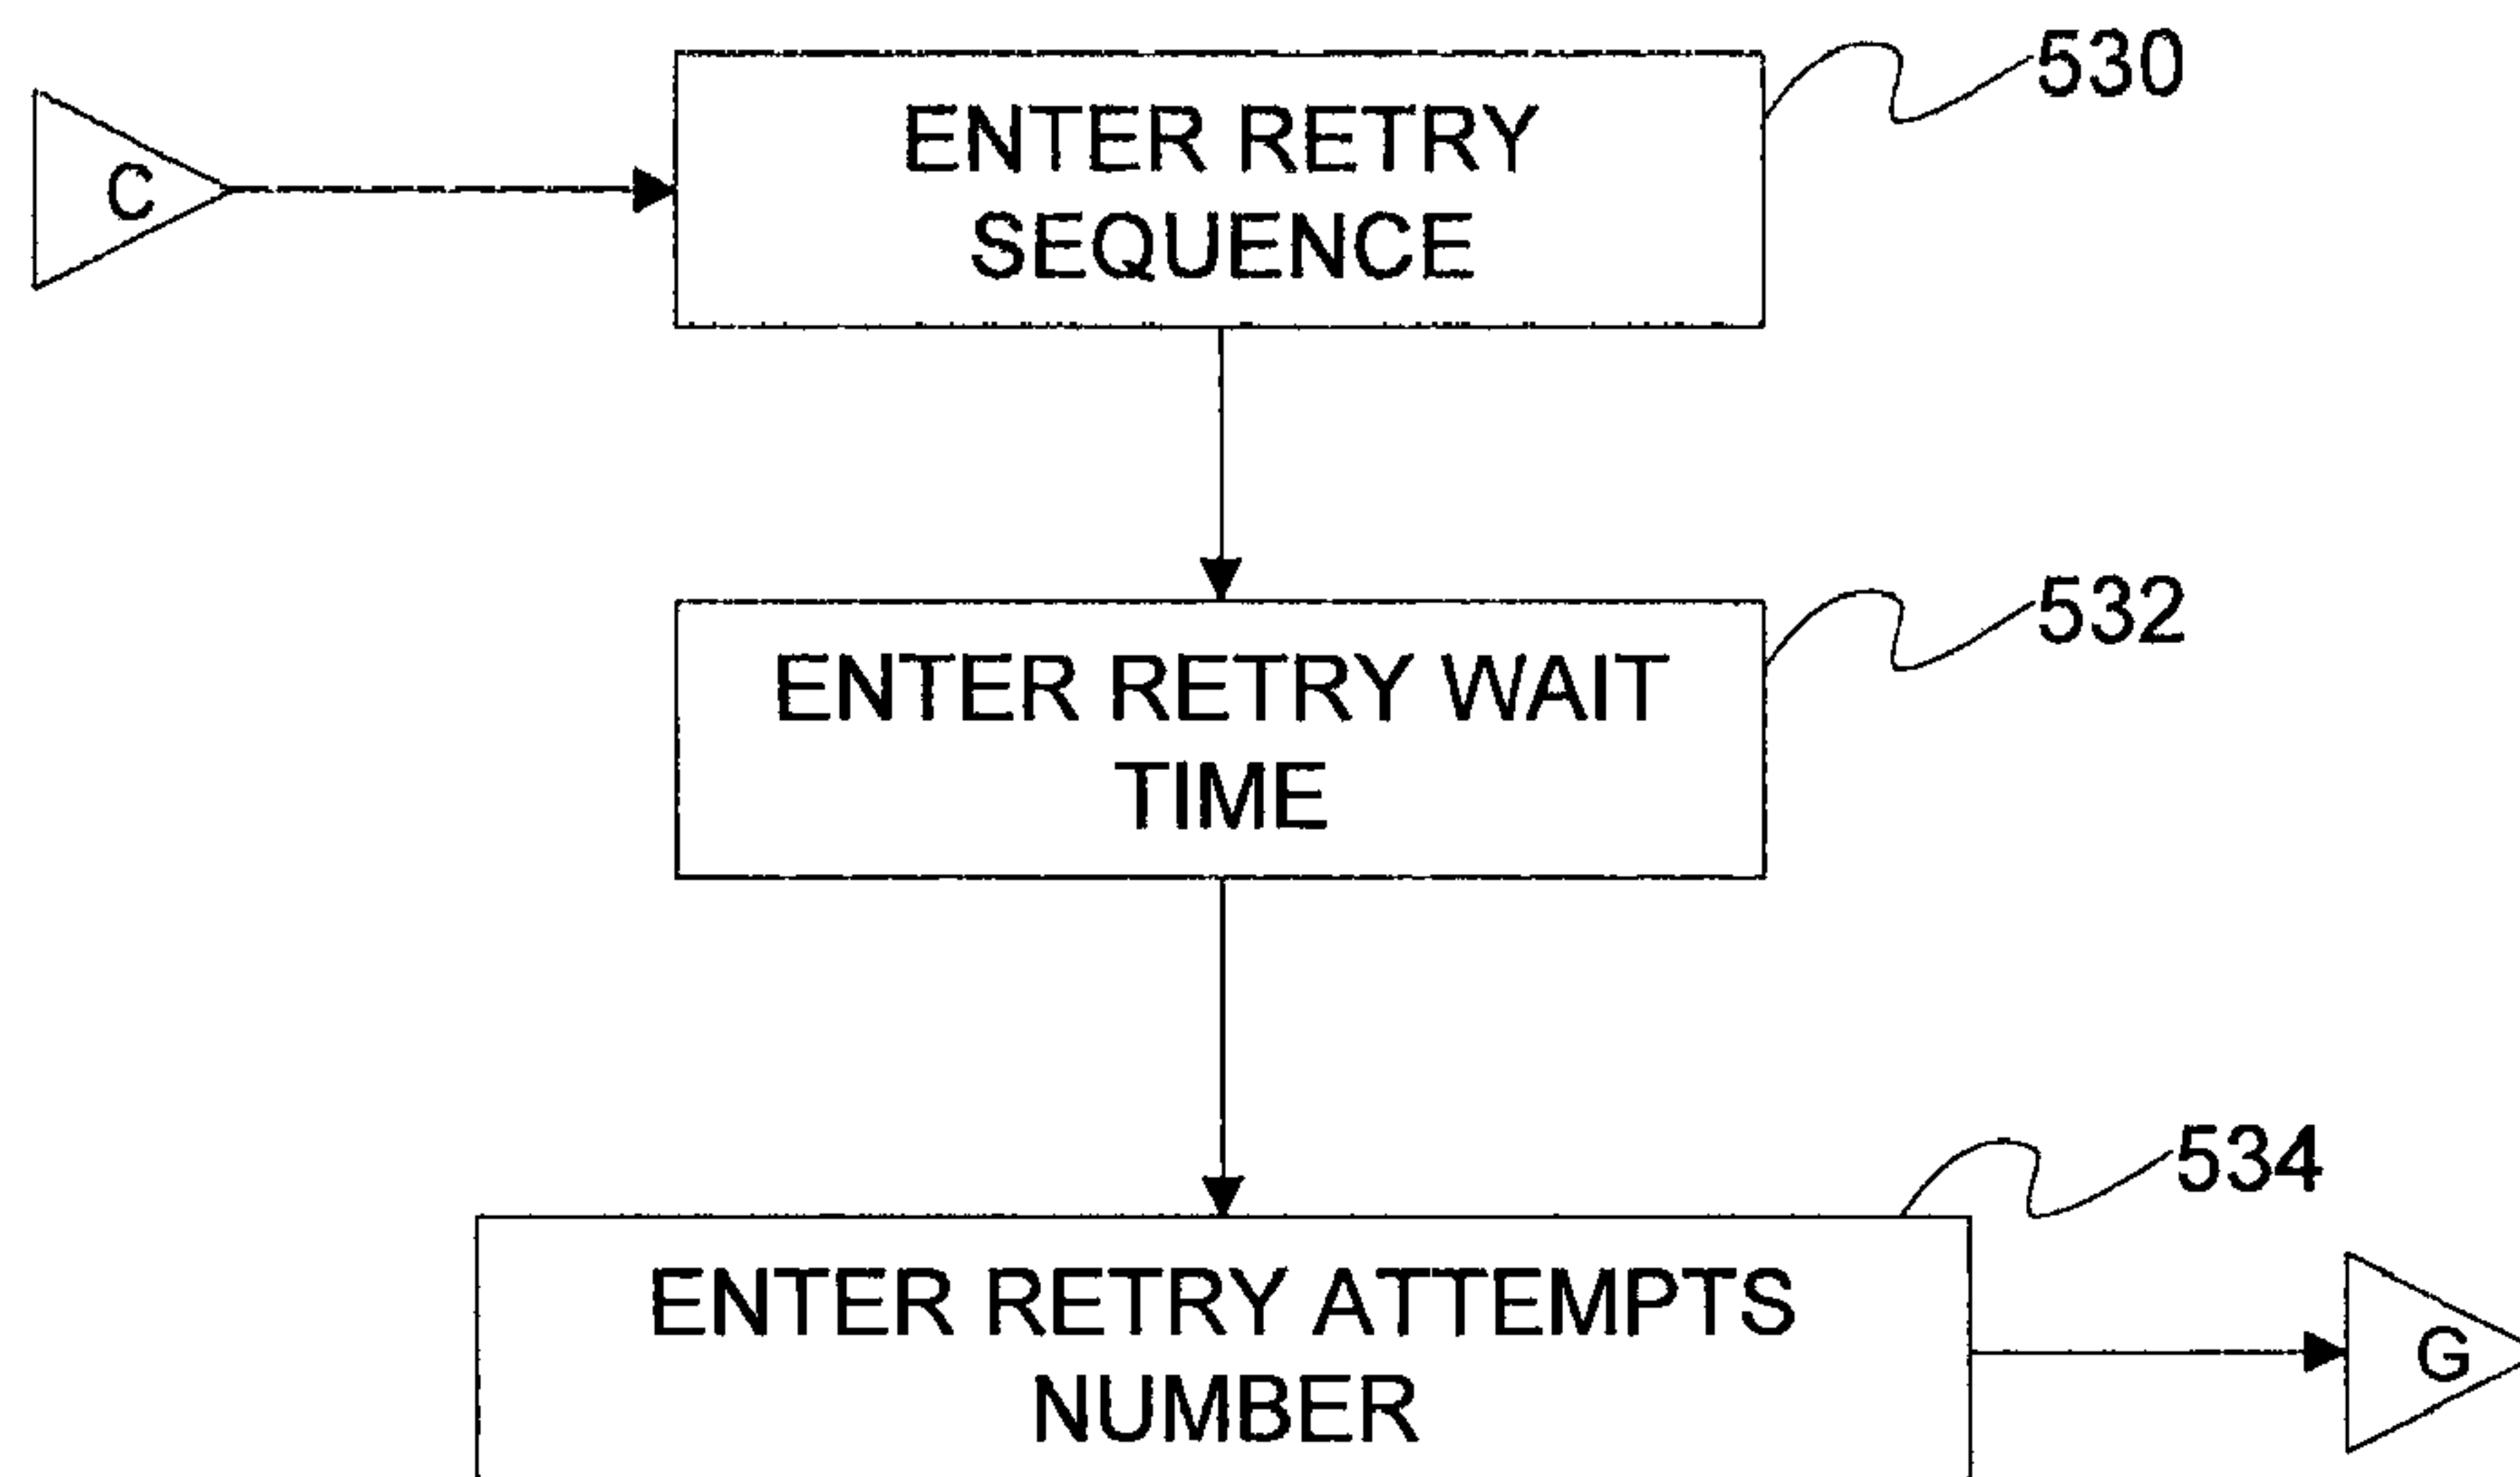 530
C
ENTER RETRY
SEQUENCE
532
ENTER RETRY WAIT
TIME
534
ENTER RETRY ATTEMPTS
NUMBER
G